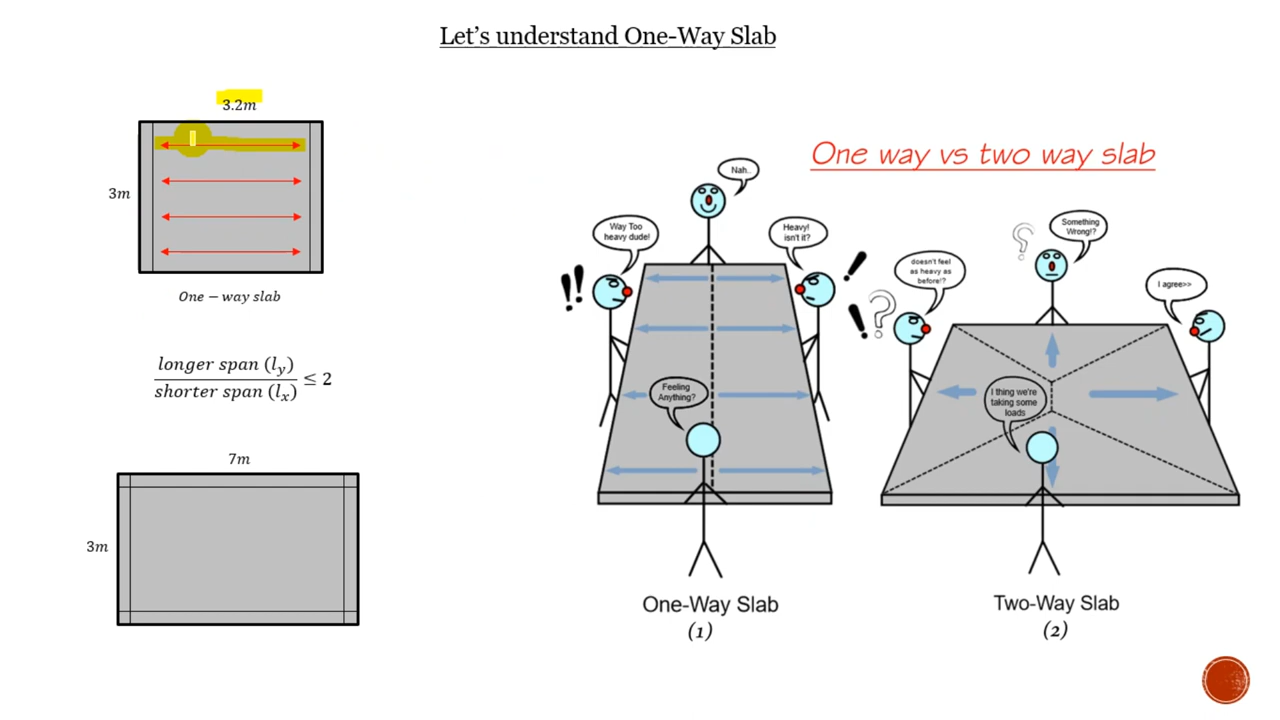 Let's understand One-Way Slab
3.2m
3m
One − way slab
longer span (l_y)
shorter span (l_x)
≤ 2
7m
3m
One way vs two way slab
Nah..
Way Too
heavy dude!
Heavy!
isn't it?
!!
!
Feeling
Anything?
One-Way Slab
(1)
!?
doesn't feel
as heavy as
before!?
?
Something
Wrong!?
I agree>>
I thing we're
taking some
loads
Two-Way Slab
(2)